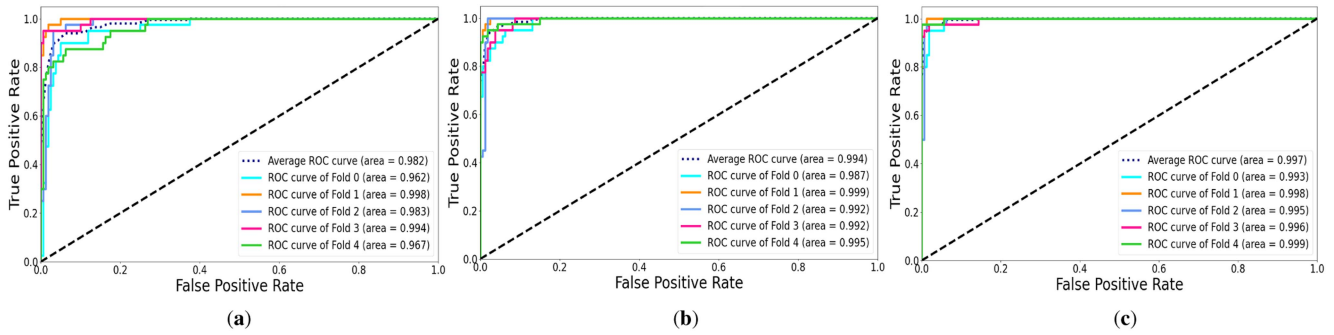 1.0
0.8
0.6
0.4
0.2
0.0
True Positive Rate
Average ROC curve (area = 0.982)
ROC curve of Fold 0 (area = 0.962)
ROC curve of Fold 1 (area = 0.998)
ROC curve of Fold 2 (area = 0.983)
ROC curve of Fold 3 (area = 0.994)
ROC curve of Fold 4 (area = 0.967)
0.0 0.2 0.4 0.6 0.8 1.0
False Positive Rate
(a)
1.0
0.8
0.6
0.4
0.2
0.0
True Positive Rate
Average ROC curve (area = 0.994)
ROC curve of Fold 0 (area = 0.987)
ROC curve of Fold 1 (area = 0.999)
ROC curve of Fold 2 (area = 0.992)
ROC curve of Fold 3 (area = 0.992)
ROC curve of Fold 4 (area = 0.995)
0.0 0.2 0.4 0.6 0.8 1.0
False Positive Rate
(b)
1.0
0.8
0.6
0.4
0.2
0.0
True Positive Rate
Average ROC curve (area = 0.997)
ROC curve of Fold 0 (area = 0.993)
ROC curve of Fold 1 (area = 0.998)
ROC curve of Fold 2 (area = 0.995)
ROC curve of Fold 3 (area = 0.996)
ROC curve of Fold 4 (area = 0.999)
0.0 0.2 0.4 0.6 0.8 1.0
False Positive Rate
(c)